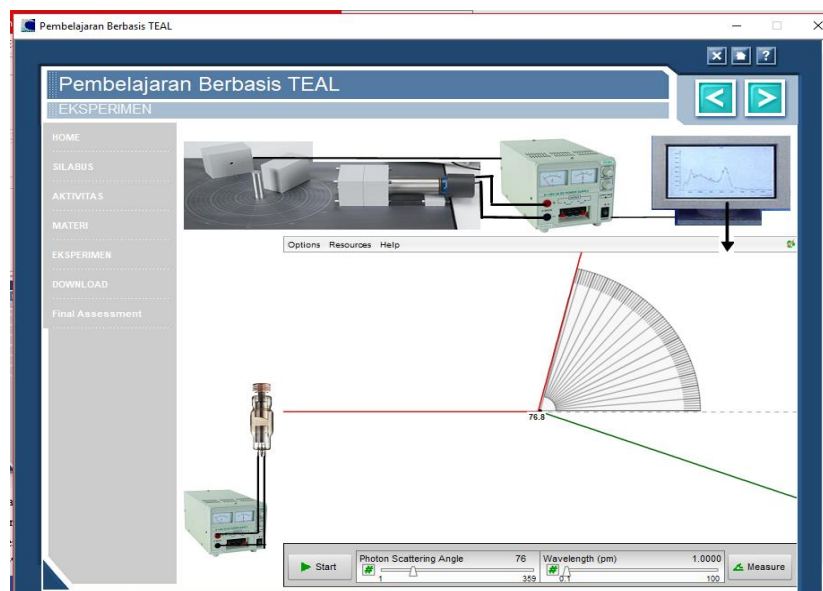 Pembelajaran Berbasis TEAL
Pembelajaran Berbasis TEAL
EKSPERIMEN
HOME
SILABUS
AKTIVITAS
MATERI
EKSPERIMEN
DOWNLOAD
Final Assessment
Options Resources Help
76.8
Start
Photon Scattering Angle 76
1 359
Wavelength (pm) 1.0000
0.1 100
Measure